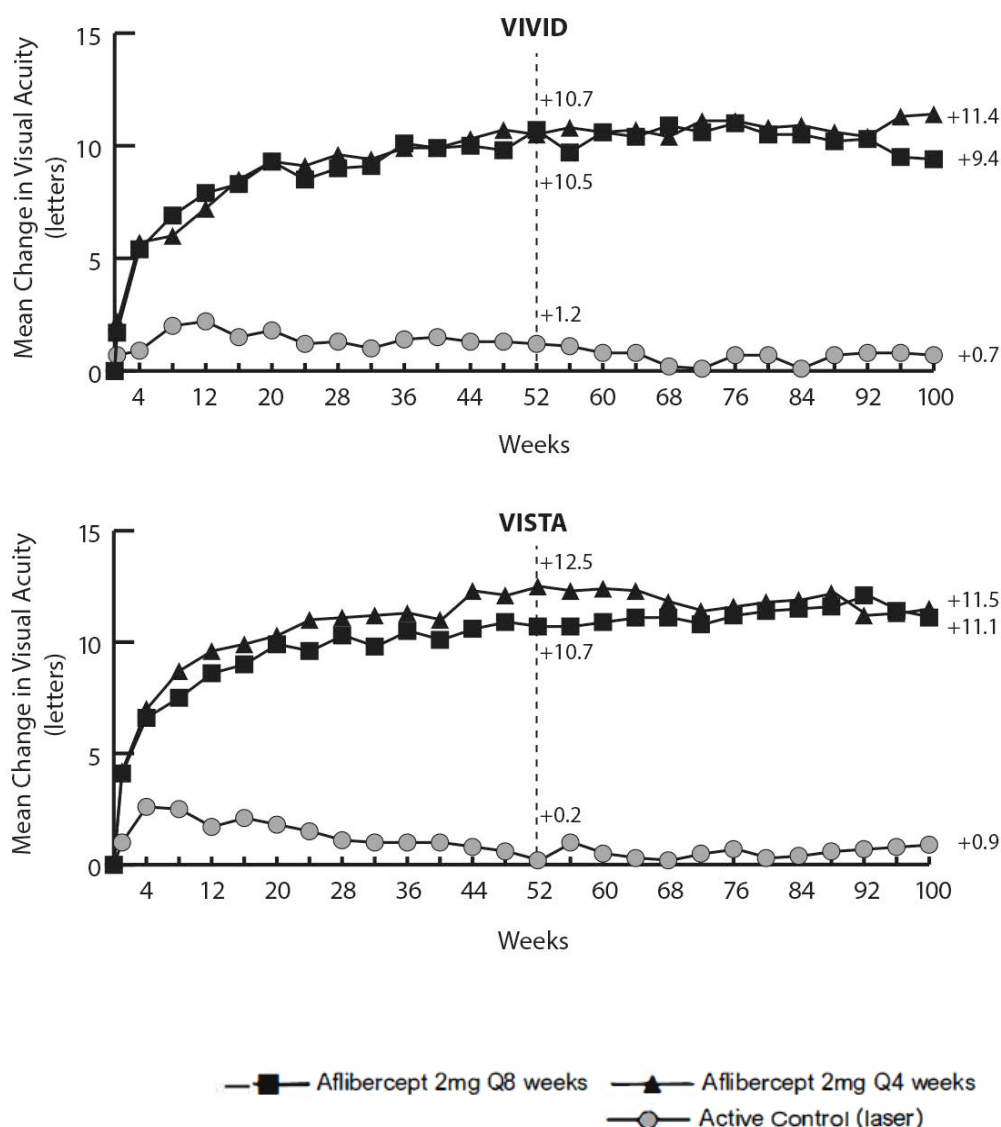 VIVID
Mean Change in Visual Acuity
(letters)
15
10
5
0
+10.7
+10.5
+1.2
+11.4
+9.4
+0.7
4 12 20 28 36 44 52 60 68 76 84 92 100
Weeks
VISTA
Mean Change in Visual Acuity
(letters)
15
10
5
0
+12.5
+10.7
+0.2
+11.5
+11.1
+0.9
4 12 20 28 36 44 52 60 68 76 84 92 100
Weeks
Aflibercept 2mg Q8 weeks Aflibercept 2mg Q4 weeks
Active Control (laser)